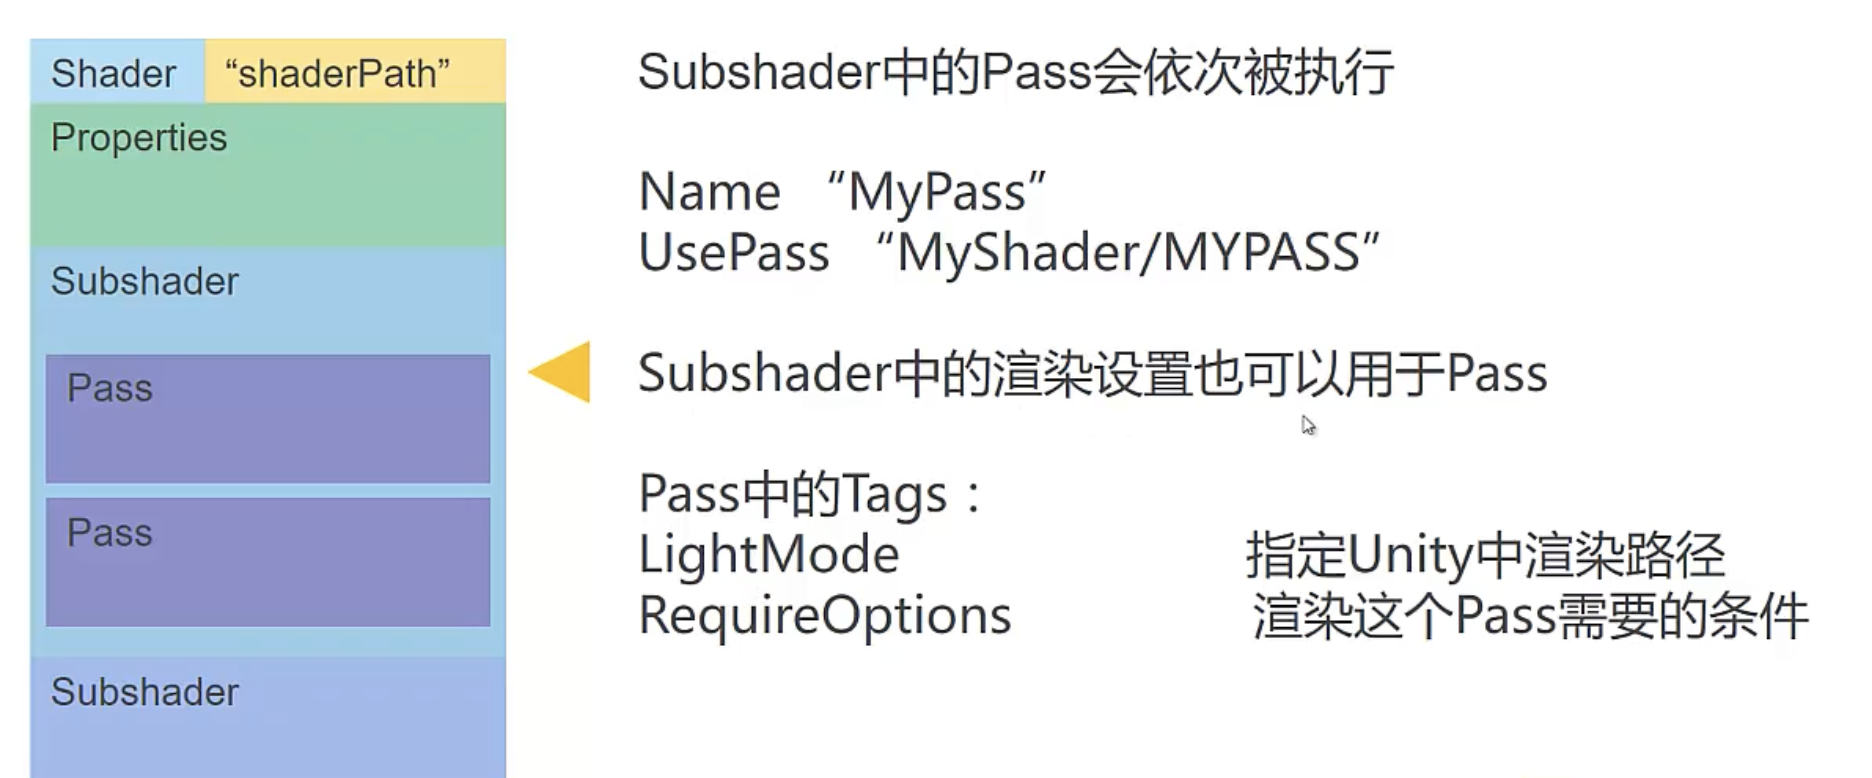 Shader “shaderPath”
Properties
Subshader
Pass
Pass
Subshader
Subshader中的Pass会依次被执行
Name “MyPass”
UsePass “MyShader/MYPASS”
Subshader中的渲染设置也可以用于Pass
Pass中的Tags：
LightMode 指定Unity中渲染路径
RequireOptions 渲染这个Pass需要的条件